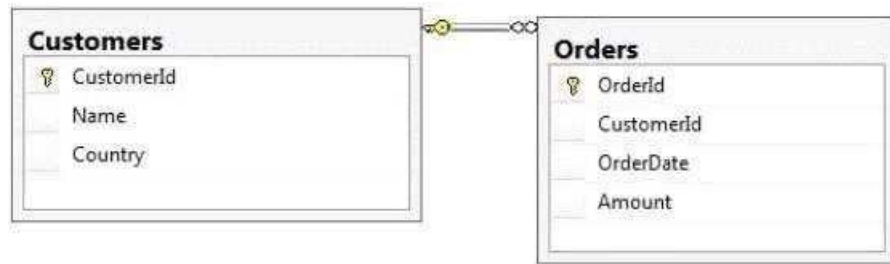 Customers
CustomerId
Name
Country
Orders
OrderId
CustomerId
OrderDate
Amount